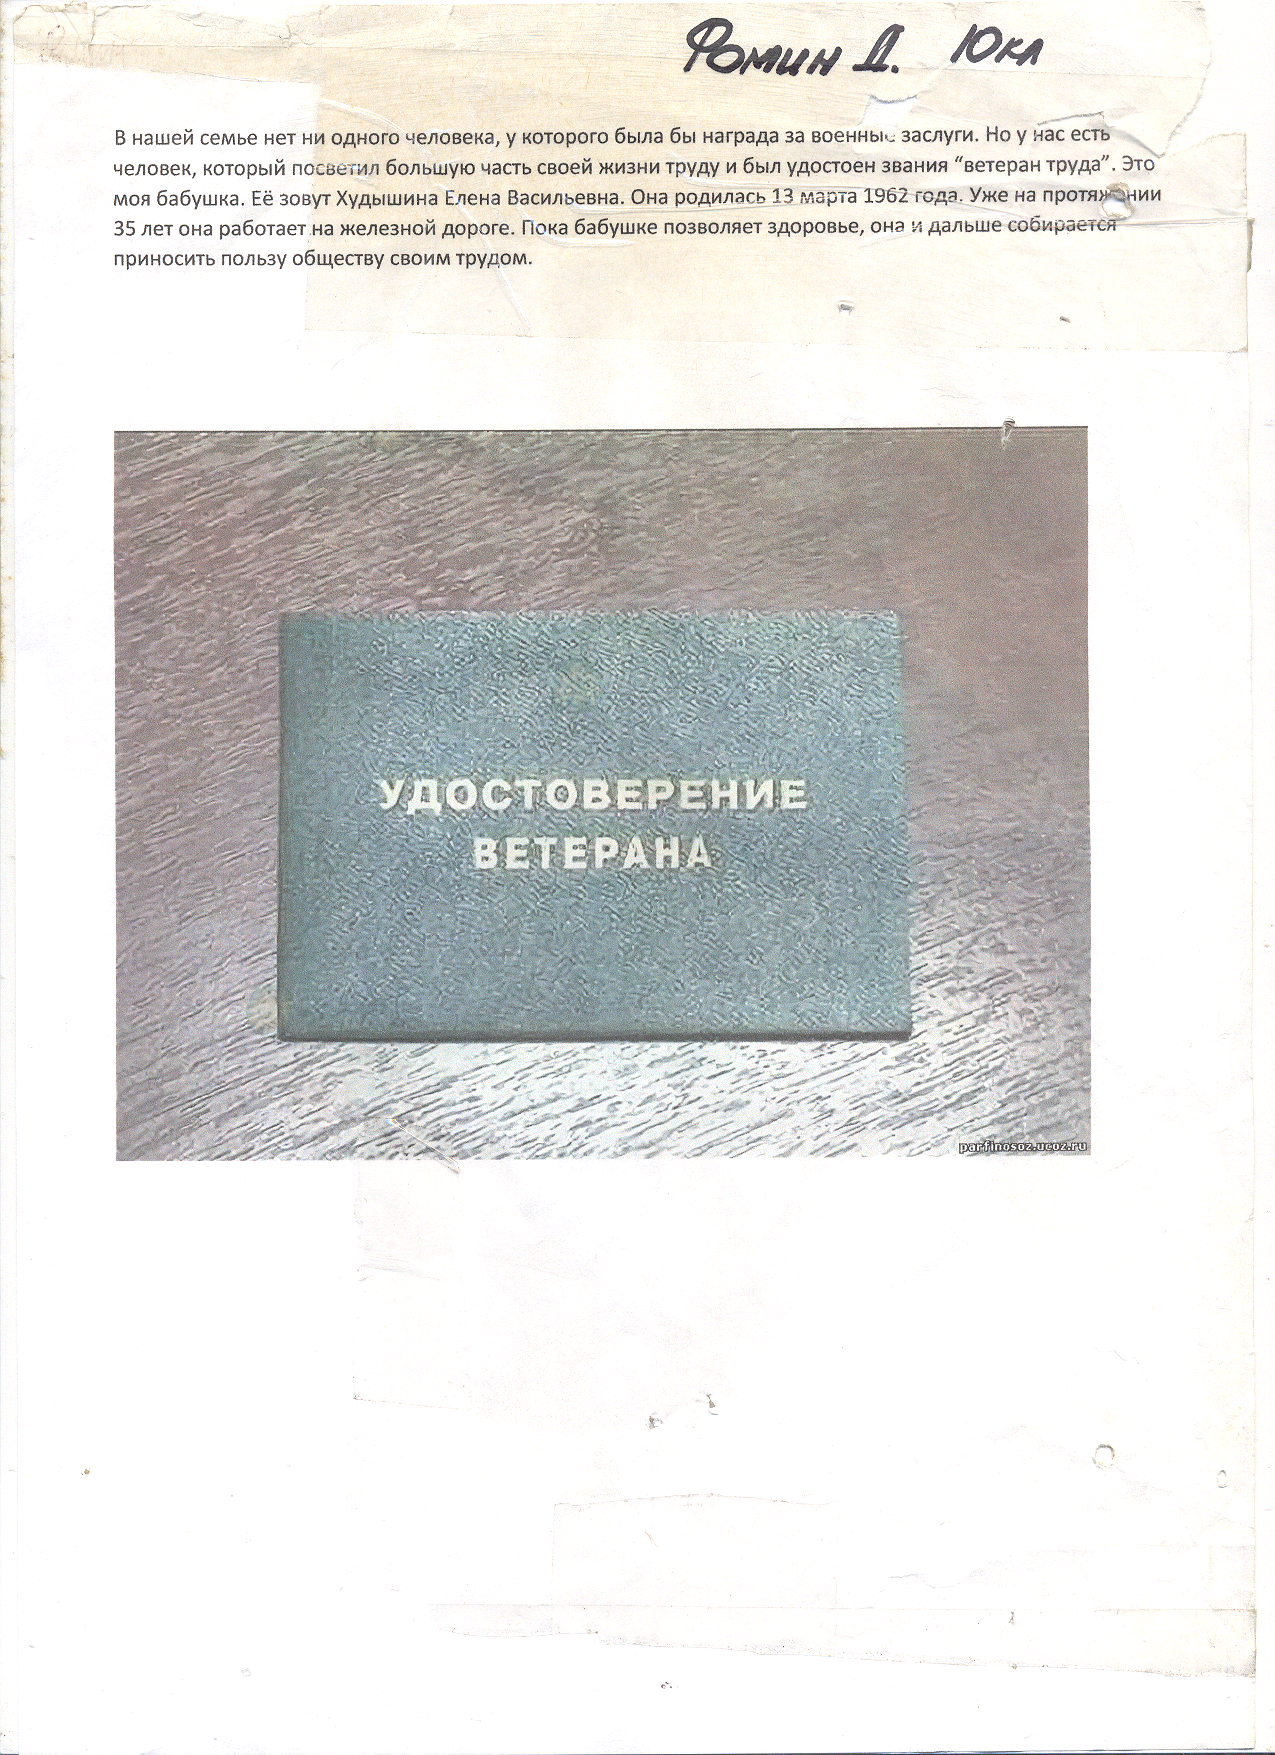 Фомин Д. 10кл
В нашей семье нет ни одного человека, у которого была бы награда за военные заслуги. Но у нас есть
человек, который посветил большую часть своей жизни труду и был удостоен звания “ветеран труда”. Это
моя бабушка. Её зовут Худышина Елена Васильевна. Она родилась 13 марта 1962 года. Уже на протяжении
35 лет она работает на железной дороге. Пока бабушке позволяет здоровье, она и дальше собирается
приносить пользу обществу своим трудом.
УДОСТОВЕРЕНИЕ
ВЕТЕРАНА
parfinosoz.ucoz.ru